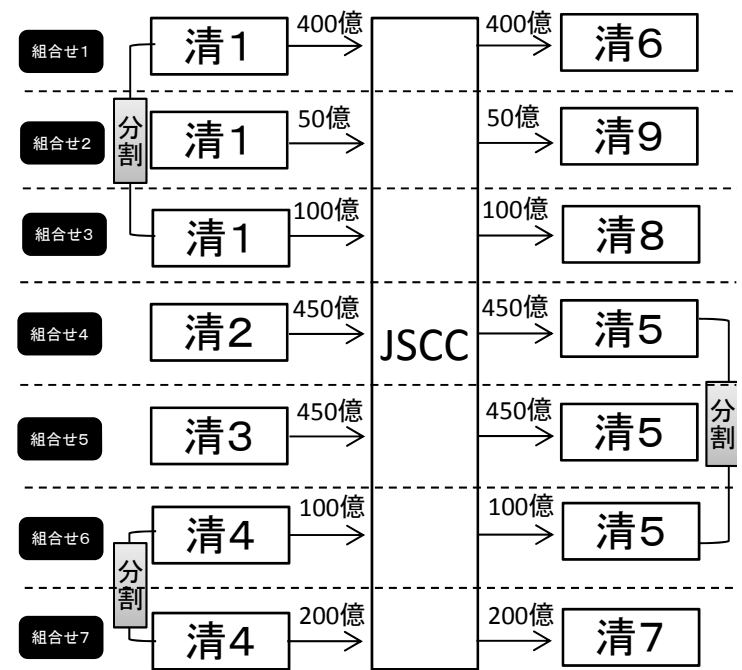 組合せ1 清1 400億 400億 清6
組合せ2 分割 清1 50億 50億 清9
組合せ3 清1 100億 100億 清8
組合せ4 清2 450億 JSCC 450億 清5
組合せ5 清3 450億 450億 清5 分割
組合せ6 清4 100億 100億 清5
分割
組合せ7 清4 200億 200億 清7